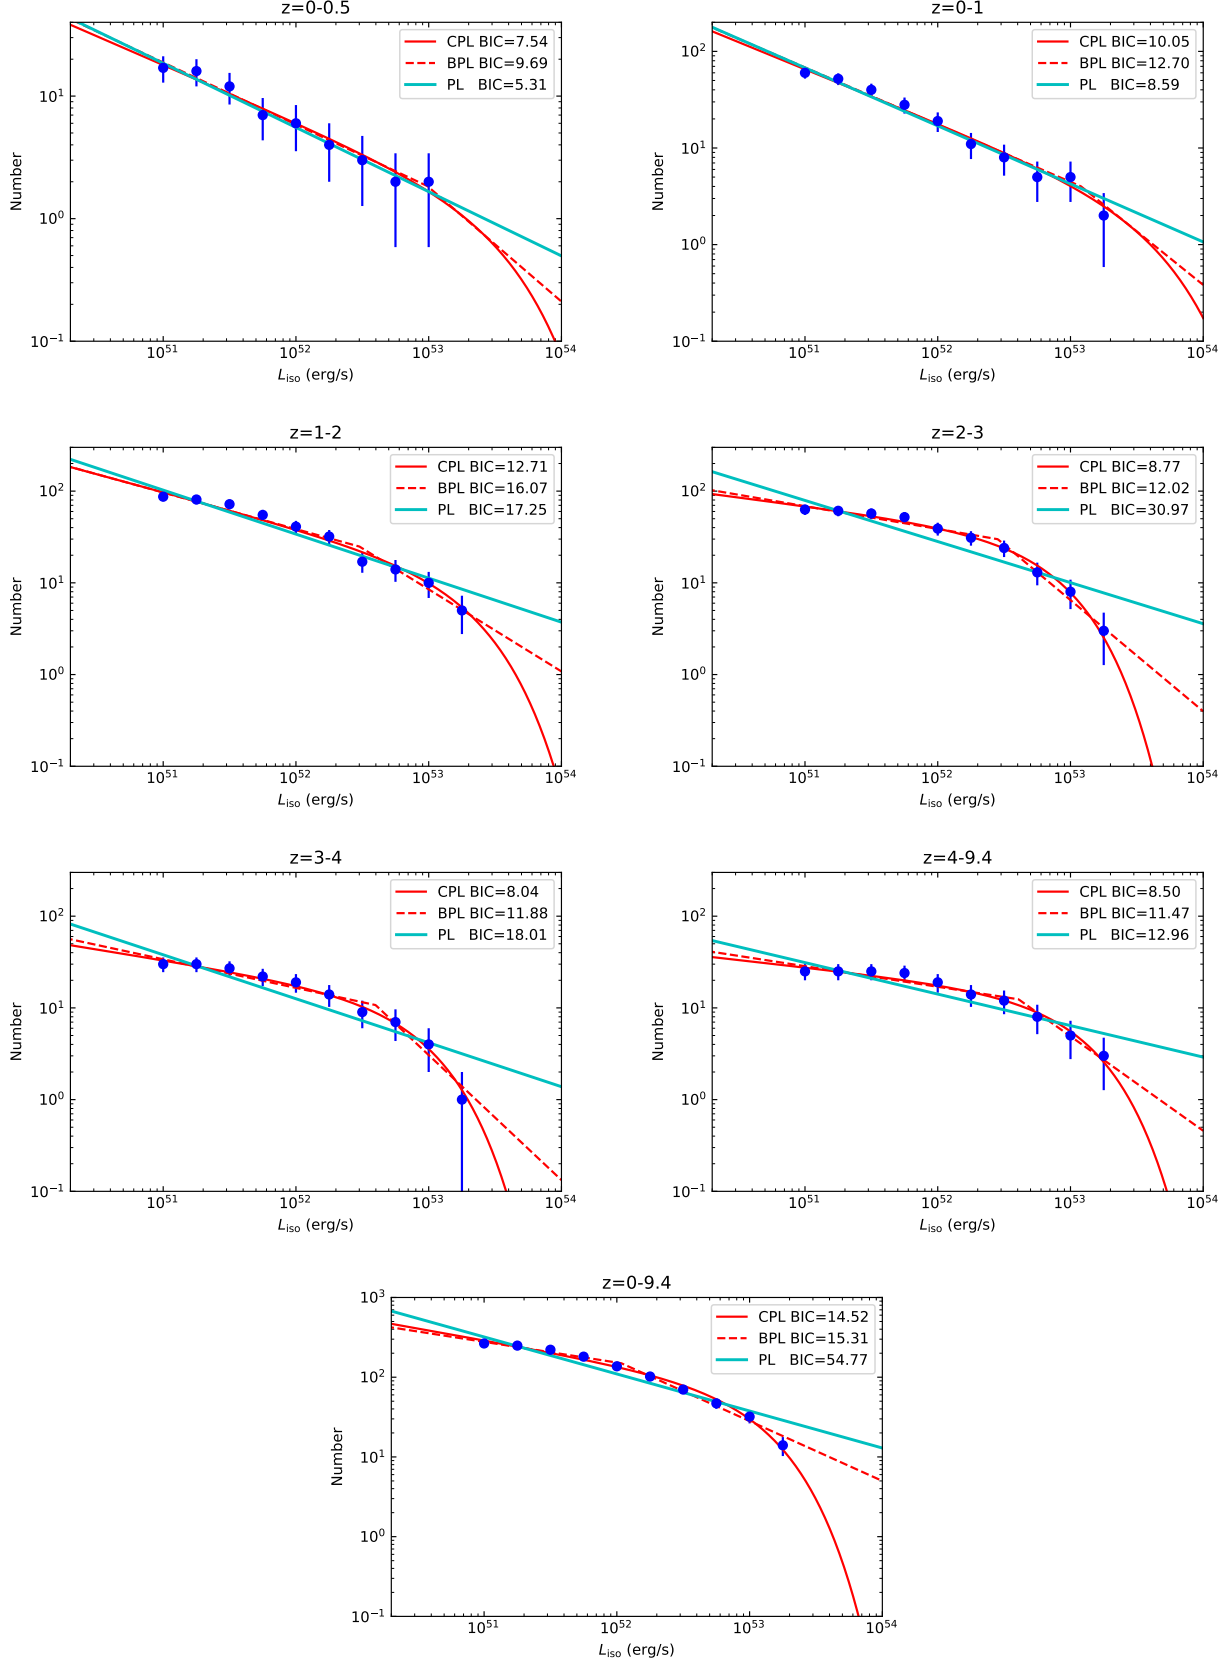 z=0-0.5
CPL BIC=7.54
BPL BIC=9.69
PL BIC=5.31
Number
10¹
10⁰
10⁻¹
10⁵¹ 10⁵² 10⁵³ 10⁵⁴
L_iso (erg/s)
z=0-1
CPL BIC=10.05
BPL BIC=12.70
PL BIC=8.59
Number
10²
10¹
10⁰
10⁻¹
10⁵¹ 10⁵² 10⁵³ 10⁵⁴
L_iso (erg/s)
z=1-2
CPL BIC=12.71
BPL BIC=16.07
PL BIC=17.25
Number
10²
10¹
10⁰
10⁻¹
10⁵¹ 10⁵² 10⁵³ 10⁵⁴
L_iso (erg/s)
z=2-3
CPL BIC=8.77
BPL BIC=12.02
PL BIC=30.97
Number
10²
10¹
10⁰
10⁻¹
10⁵¹ 10⁵² 10⁵³ 10⁵⁴
L_iso (erg/s)
z=3-4
CPL BIC=8.04
BPL BIC=11.88
PL BIC=18.01
Number
10²
10¹
10⁰
10⁻¹
10⁵¹ 10⁵² 10⁵³ 10⁵⁴
L_iso (erg/s)
z=4-9.4
CPL BIC=8.50
BPL BIC=11.47
PL BIC=12.96
Number
10²
10¹
10⁰
10⁻¹
10⁵¹ 10⁵² 10⁵³ 10⁵⁴
L_iso (erg/s)
z=0-9.4
CPL BIC=14.52
BPL BIC=15.31
PL BIC=54.77
Number
10³
10²
10¹
10⁰
10⁻¹
10⁵¹ 10⁵² 10⁵³ 10⁵⁴
L_iso (erg/s)